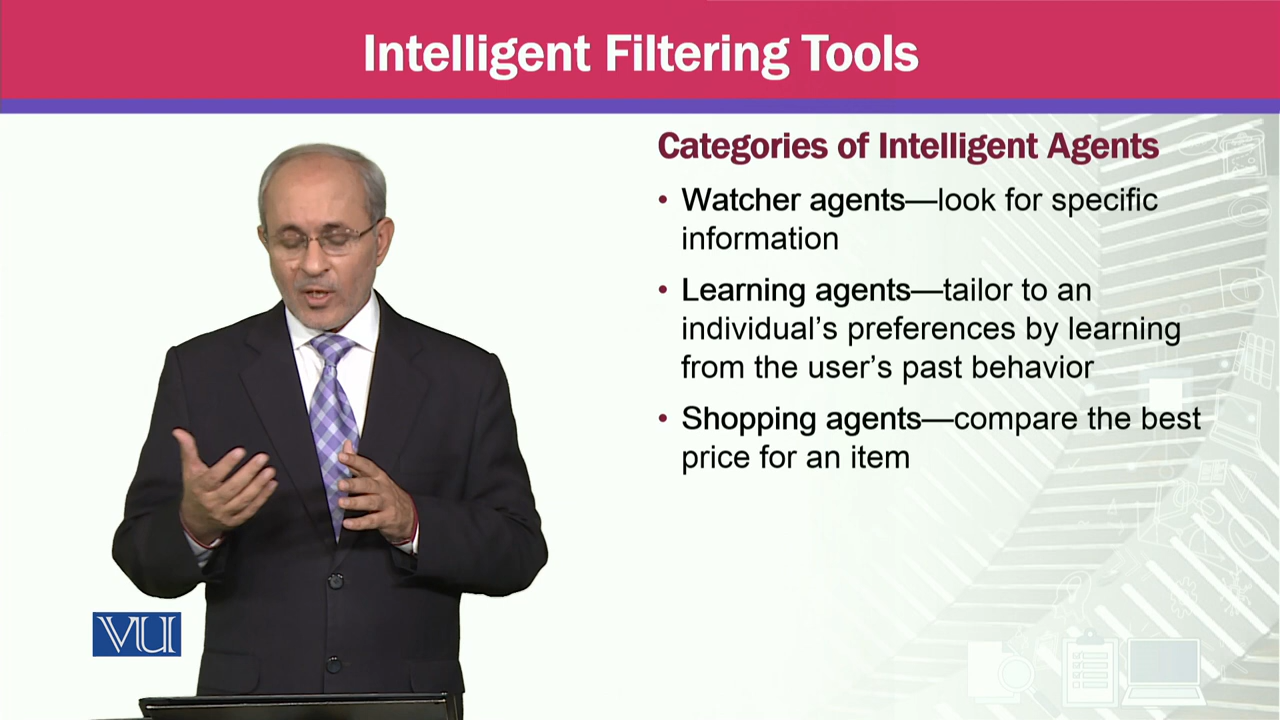 Intelligent Filtering Tools
Categories of Intelligent Agents
• Watcher agents—look for specific
information
• Learning agents—tailor to an
individual’s preferences by learning
from the user’s past behavior
• Shopping agents—compare the best
price for an item
VU